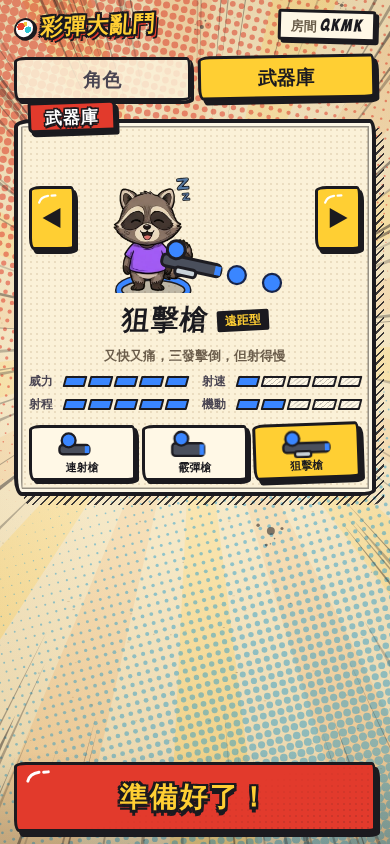 彩彈大亂鬥
房間 QKMK
角色
武器庫
武器庫
Z
Z
狙擊槍 遠距型
又快又痛，三發擊倒，但射得慢
威力 射速
射程 機動
連射槍 霰彈槍 狙擊槍
準備好了！